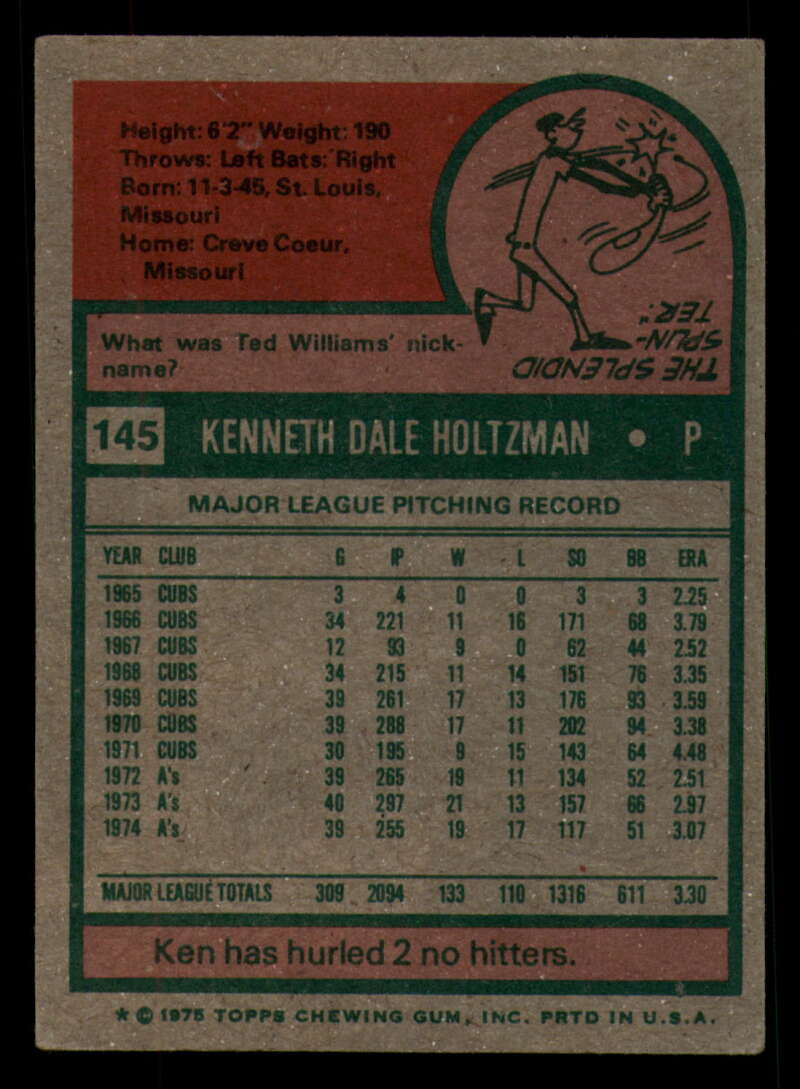 Height: 6'2" Weight: 190
Throws: Left Bats: Right
Born: 11-3-45, St. Louis,
Missouri
Home: Creve Coeur,
Missouri
What was Ted Williams' nick-
name?
"THE SPLENDID
SPLIN-
TER."
145 KENNETH DALE HOLTZMAN • P
MAJOR LEAGUE PITCHING RECORD
YEAR CLUB G IP W L SO BB ERA
1965 CUBS 3 4 0 0 3 3 2.25
1966 CUBS 34 221 11 16 171 68 3.79
1967 CUBS 12 93 9 0 62 44 2.52
1968 CUBS 34 215 11 14 151 76 3.35
1969 CUBS 39 261 17 13 176 93 3.59
1970 CUBS 39 288 17 11 202 94 3.38
1971 CUBS 30 195 9 15 143 64 4.48
1972 A's 39 265 19 11 134 52 2.51
1973 A's 40 297 21 13 157 66 2.97
1974 A's 39 255 19 17 117 51 3.07
MAJOR LEAGUE TOTALS 309 2094 133 110 1316 611 3.30
Ken has hurled 2 no hitters.
* © 1975 TOPPS CHEWING GUM, INC. PRTD IN U.S.A.